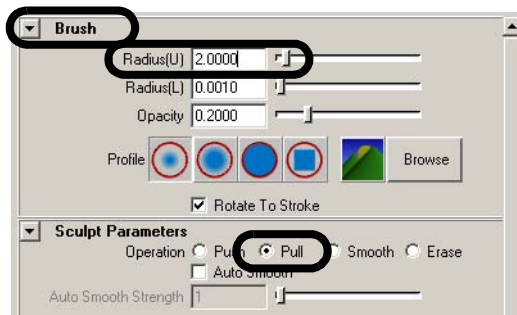 Brush
Radius(U) 2.0000
Radius(L) 0.0010
Opacity 0.2000
Profile Browse
Rotate To Stroke
Sculpt Parameters
Operation Push Pull Smooth Erase
Auto Smooth
Auto Smooth Strength 1